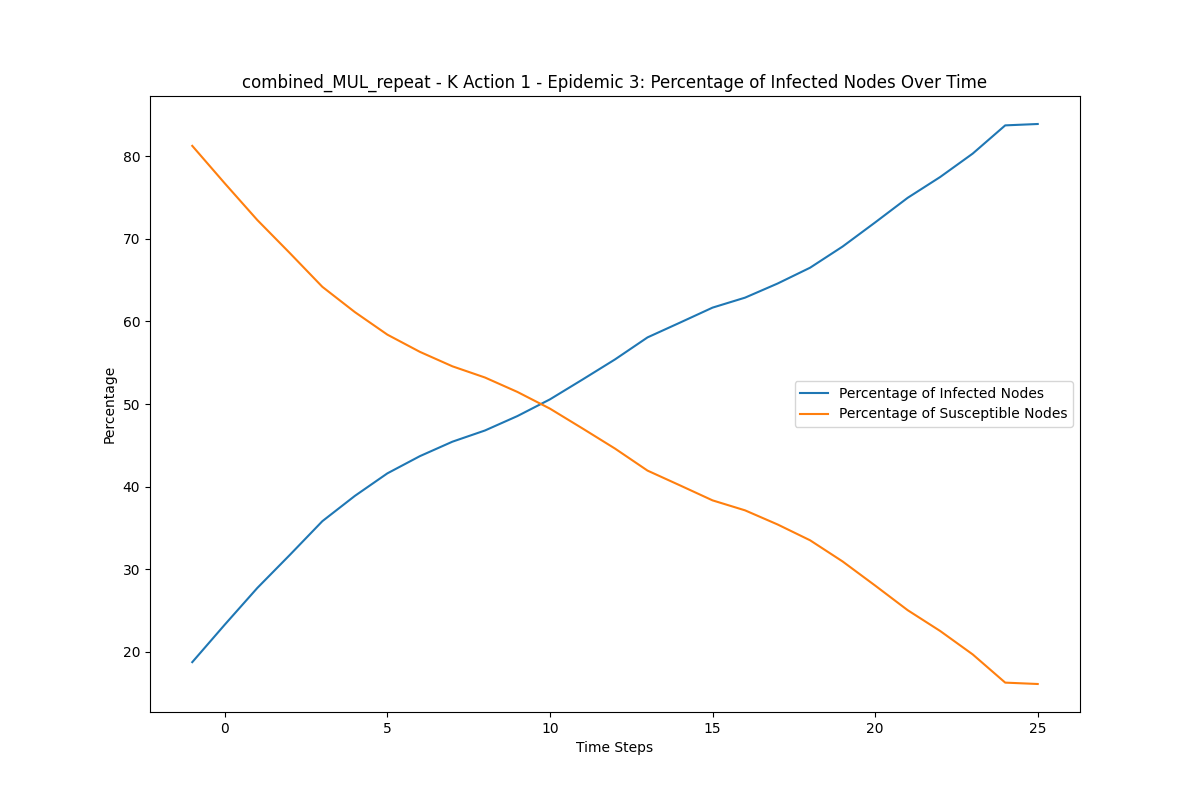 combined_MUL_repeat - K Action 1 - Epidemic 3: Percentage of Infected Nodes Over Time
80
70
60
50
40
30
20
Percentage
Percentage of Infected Nodes
Percentage of Susceptible Nodes
0 5 10 15 20 25
Time Steps